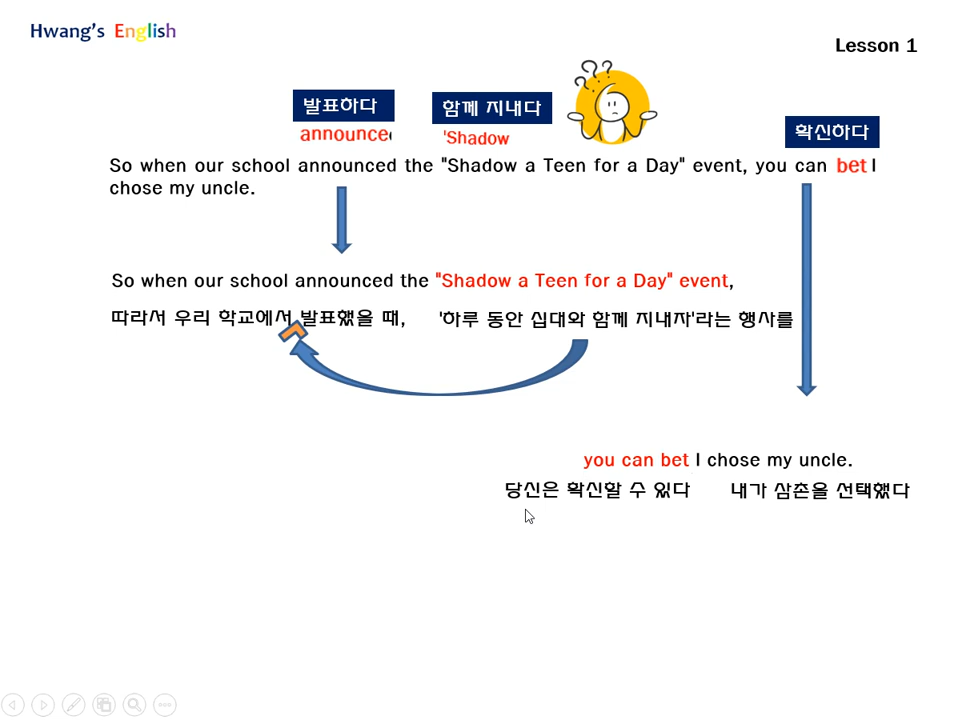 Hwang's English
Lesson 1
발표하다
함께 지내다
확신하다
announce
'Shadow
???
So when our school announced the "Shadow a Teen for a Day" event, you can bet I
chose my uncle.
So when our school announced the "Shadow a Teen for a Day" event,
따라서 우리 학교에서 발표했을 때, '하루 동안 십대와 함께 지내자'라는 행사를
you can bet I chose my uncle.
당신은 확신할 수 있다 내가 삼촌을 선택했다